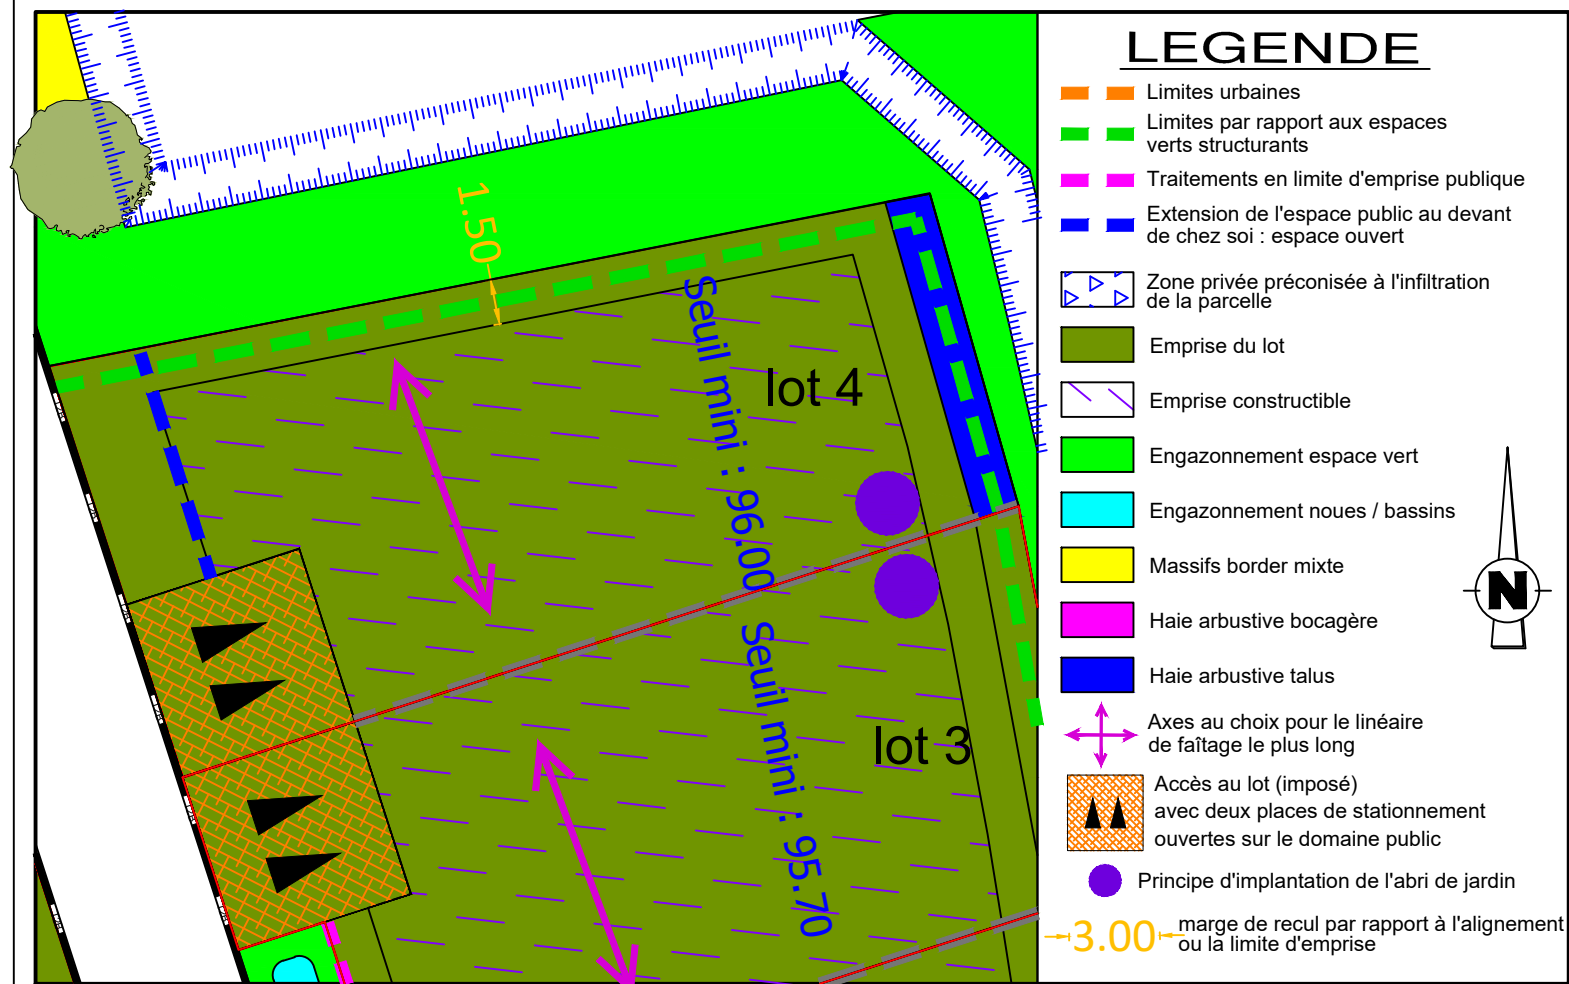 LEGENDE
Limites urbaines
Limites par rapport aux espaces
verts structurants
Traitements en limite d'emprise publique
Extension de l'espace public au devant
de chez soi : espace ouvert
Zone privée préconisée à l'infiltration
de la parcelle
Emprise du lot
Emprise constructible
Engazonnement espace vert
Engazonnement noues / bassins
Massifs border mixte
Haie arbustive bocagère
Haie arbustive talus
Axes au choix pour le linéaire
de faîtage le plus long
Accès au lot (imposé)
avec deux places de stationnement
ouvertes sur le domaine public
Principe d'implantation de l'abri de jardin
3.00
marge de recul par rapport à l'alignement
ou la limite d'emprise
N
1.50
Seuil mini : 96.00
lot 4
Seuil mini : 95.70
lot 3